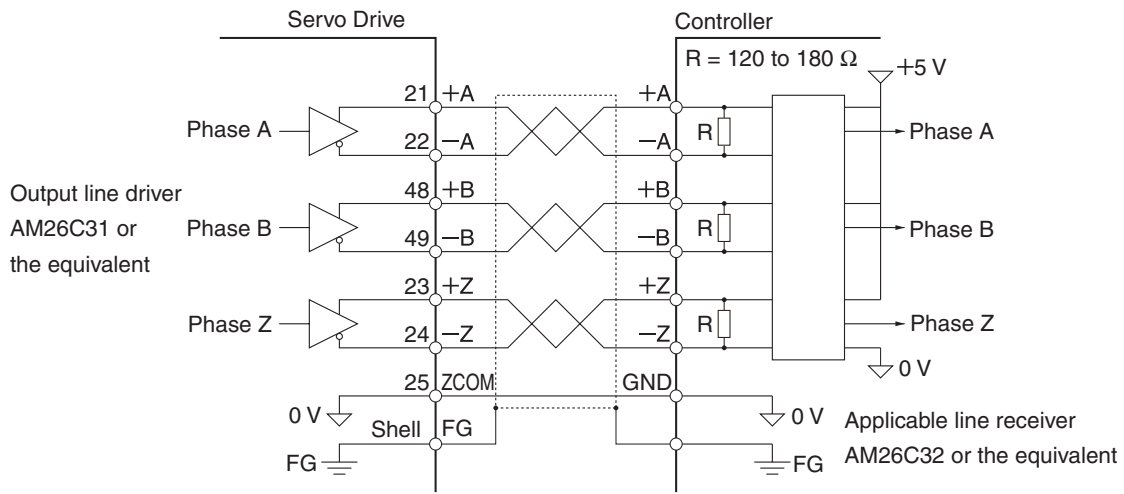 Servo Drive
Controller
R = 120 to 180 Ω
+5 V
21 +A
+A
Phase A
R
Phase A
22 −A
−A
Output line driver
AM26C31 or
the equivalent
48 +B
+B
Phase B
R
Phase B
49 −B
−B
23 +Z
+Z
Phase Z
R
Phase Z
24 −Z
−Z
0 V
25 ZCOM
GND
0 V
0 V
Shell FG
FG
FG
Applicable line receiver
AM26C32 or the equivalent